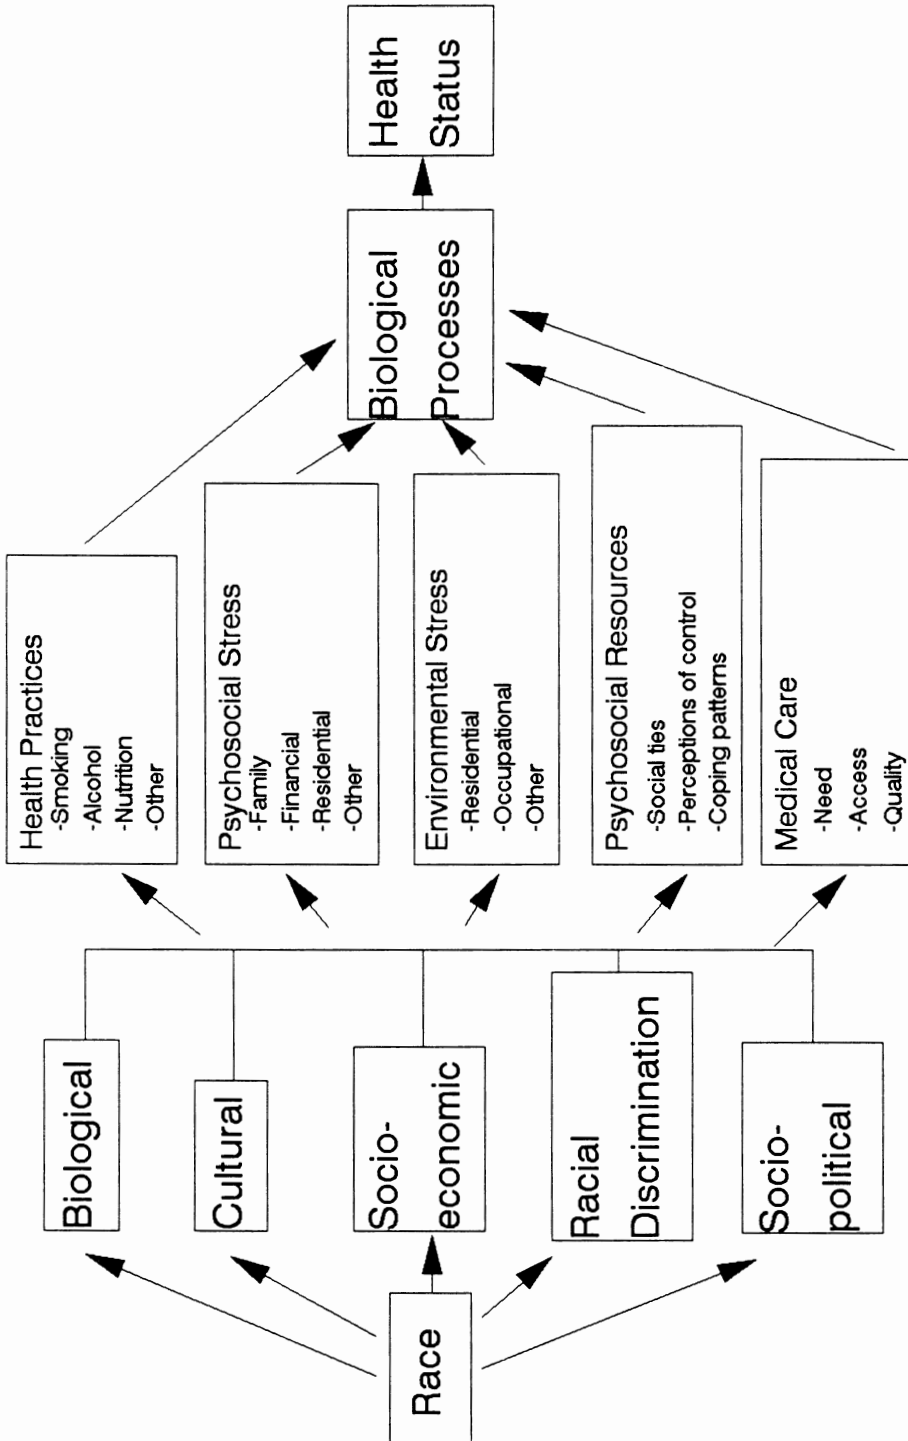 Race
Biological
Cultural
Socio-
economic
Racial
Discrimination
Socio-
political
Health Practices
-Smoking
-Alcohol
-Nutrition
-Other
Psychosocial Stress
-Family
-Financial
-Residential
-Other
Environmental Stress
-Residential
-Occupational
-Other
Psychosocial Resources
-Social ties
-Perceptions of control
-Coping patterns
Medical Care
-Need
-Access
-Quality
Biological
Processes
Health
Status